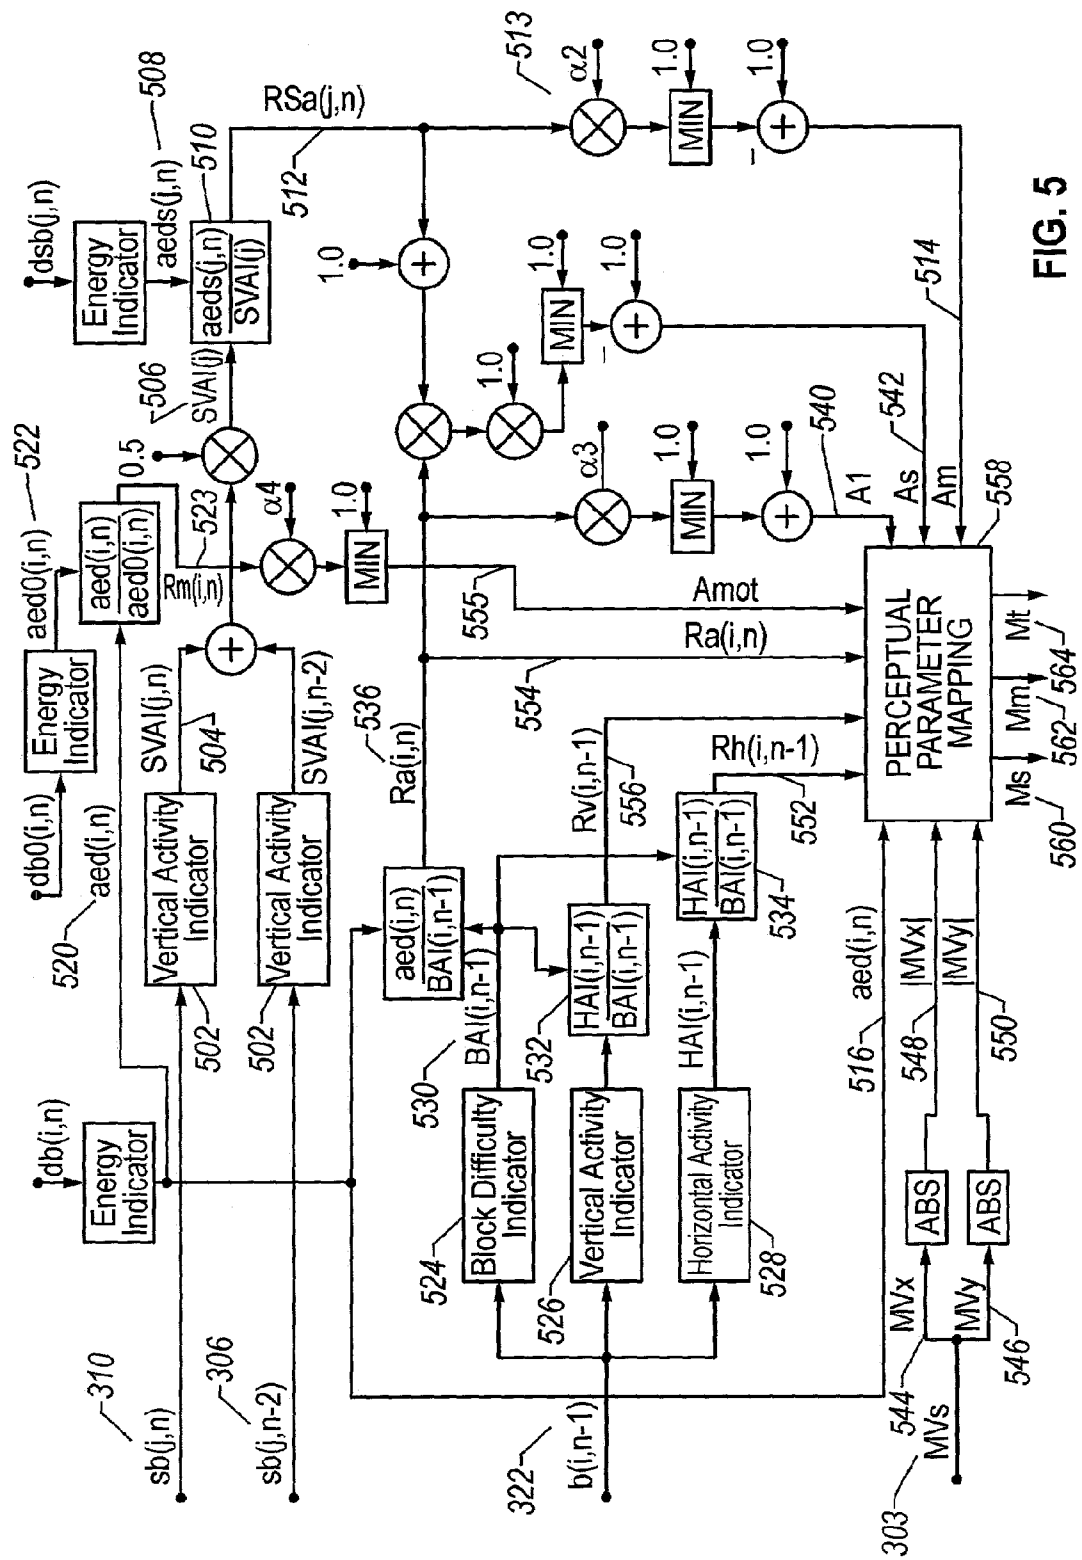 dsb(j,n)
Energy
Indicator
aeds(j,n)
508
510
aeds(j,n)
SVAI(j)
RSa(j,n)
512
513
α2
1.0
MIN
1.0
–
+
514
db0(i,n)
Energy
Indicator
aed0(i,n)
522
aed(i,n)
aed0(i,n)
0.5
506
SVAI(j)
Rm(i,n)
523
α4
1.0
MIN
1.0
+
1.0
1.0
MIN
1.0
–
+
542
α3
1.0
MIN
1.0
+
540
A1
As
Am
558
520
aed(i,n)
Vertical Activity
Indicator
502
SVAI(j,n)
504
+
Vertical Activity
Indicator
502
SVAI(j,n-2)
555
Amot
db(i,n)
Energy
Indicator
310
sb(j,n)
306
sb(j,n-2)
aed(i,n)
BAI(i,n-1)
Ra(i,n)
536
554
Ra(i,n)
Block Difficulty
Indicator
524
530
BAI(i,n-1)
Vertical Activity
Indicator
526
532
HAI(i,n-1)
BAI(i,n-1)
Rv(i,n-1)
556
Horizontal Activity
Indicator
528
HAI(i,n-1)
HAI(i,n-1)
BAI(i,n-1)
534
Rh(i,n-1)
552
322
b(i,n-1)
516
aed(i,n)
PERCEPTUAL
PARAMETER
MAPPING
303
MVs
544
MVx
ABS
548
|MVx|
MVy
546
ABS
|MVy|
550
Ms
560
Mm
562
Mt
564
FIG. 5